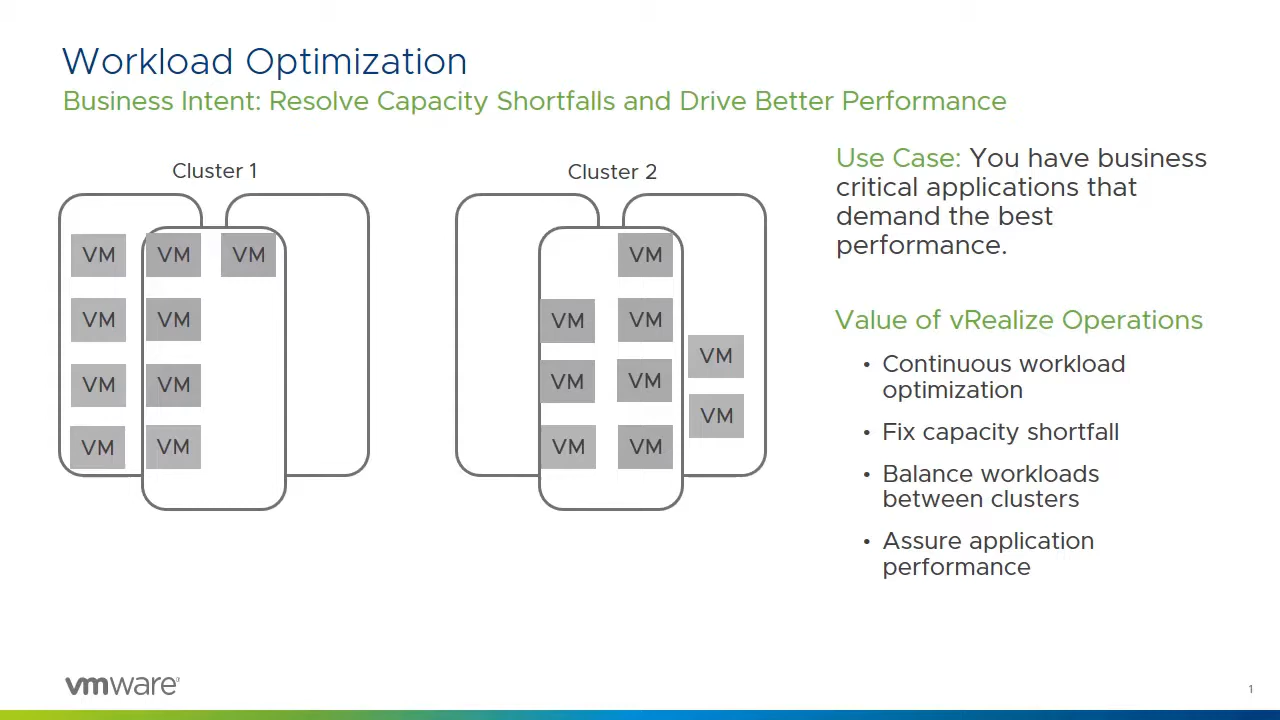 Workload Optimization
Business Intent: Resolve Capacity Shortfalls and Drive Better Performance
Cluster 1
VM VM VM
VM VM
VM VM
VM VM
Cluster 2
VM
VM VM
VM
VM VM
VM
VM VM
Use Case: You have business
critical applications that
demand the best
performance.
Value of vRealize Operations
• Continuous workload
optimization
• Fix capacity shortfall
• Balance workloads
between clusters
• Assure application
performance
vmware
1